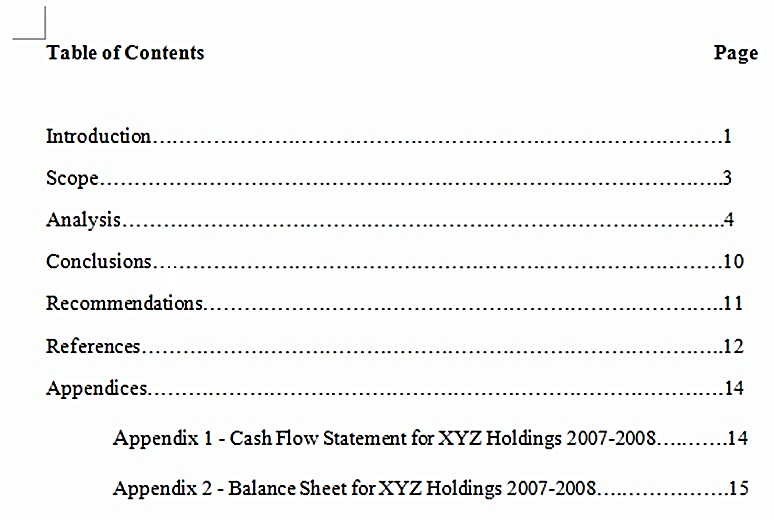 Table of Contents Page
Introduction……………………………………………………………………………1
Scope…………………………………………………………………………………3
Analysis………………………………………………………………………………4
Conclusions……………………………………………………………………………10
Recommendations……………………………………………………………………11
References……………………………………………………………………………12
Appendices……………………………………………………………………………14
Appendix 1 - Cash Flow Statement for XYZ Holdings 2007-2008…………14
Appendix 2 - Balance Sheet for XYZ Holdings 2007-2008…………………15